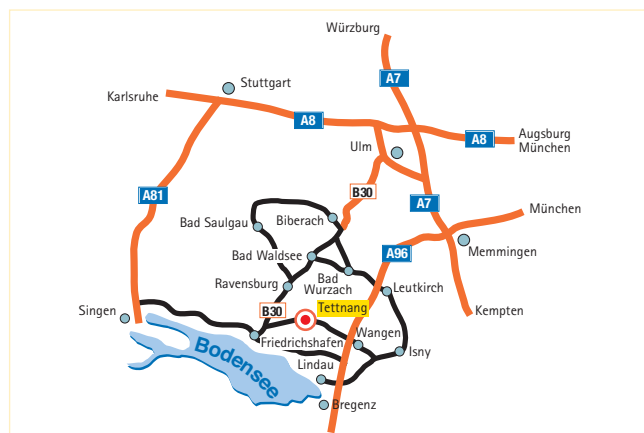 Würzburg
A7
Stuttgart
Karlsruhe
A8
Ulm
A8
Augsburg
München
A81
B30
A7
München
Bad Saulgau
Biberach
Bad Waldsee
A96
Memmingen
Ravensburg
Bad
Wurzach
Leutkirch
Singen
B30
Tettnang
Kempten
Friedrichshafen
Wangen
Isny
Bodensee
Lindau
Bregenz